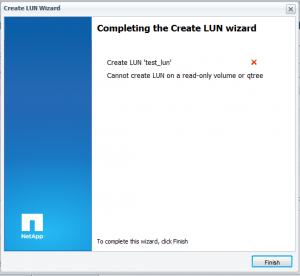 Create LUN Wizard
Completing the Create LUN wizard
Create LUN 'test_lun'
Cannot create LUN on a read-only volume or qtree
NetApp
To complete this wizard, click Finish
Finish